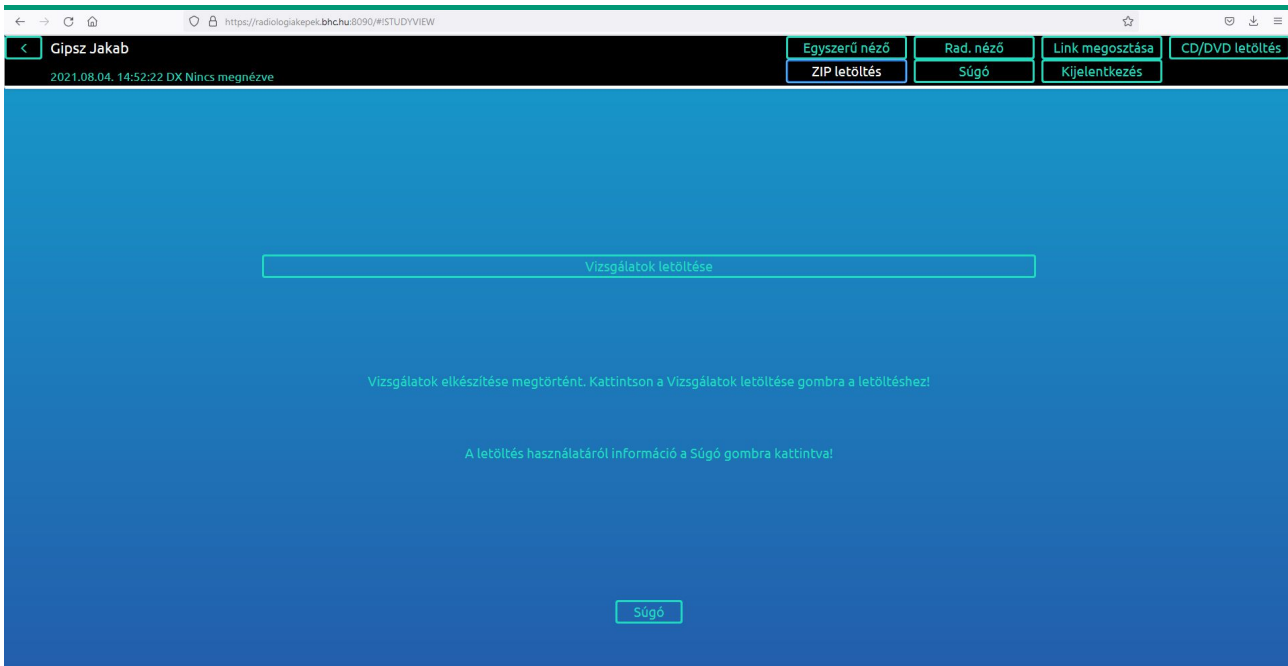 https://radiologiakepek.bhc.hu:8090/#!STUDYVIEW
< Gipsz Jakab
2021.08.04. 14:52:22 DX Nincs megnézve
Egyszerű néző Rad. néző Link megosztása CD/DVD letöltés
ZIP letöltés Súgó Kijelentkezés
Vizsgálatok letöltése
Vizsgálatok elkészítése megtörtént. Kattintson a Vizsgálatok letöltése gombra a letöltéshez!
A letöltés használatáról információ a Súgó gombra kattintva!
Súgó